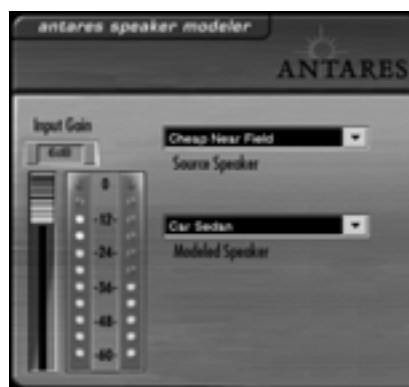 antares speaker modeler
ANTARES
Input Gain
Cheap Near Field
Source Speaker
0
-12-
-24-
-36-
-48-
-60-
Car Sedan
Modeled Speaker